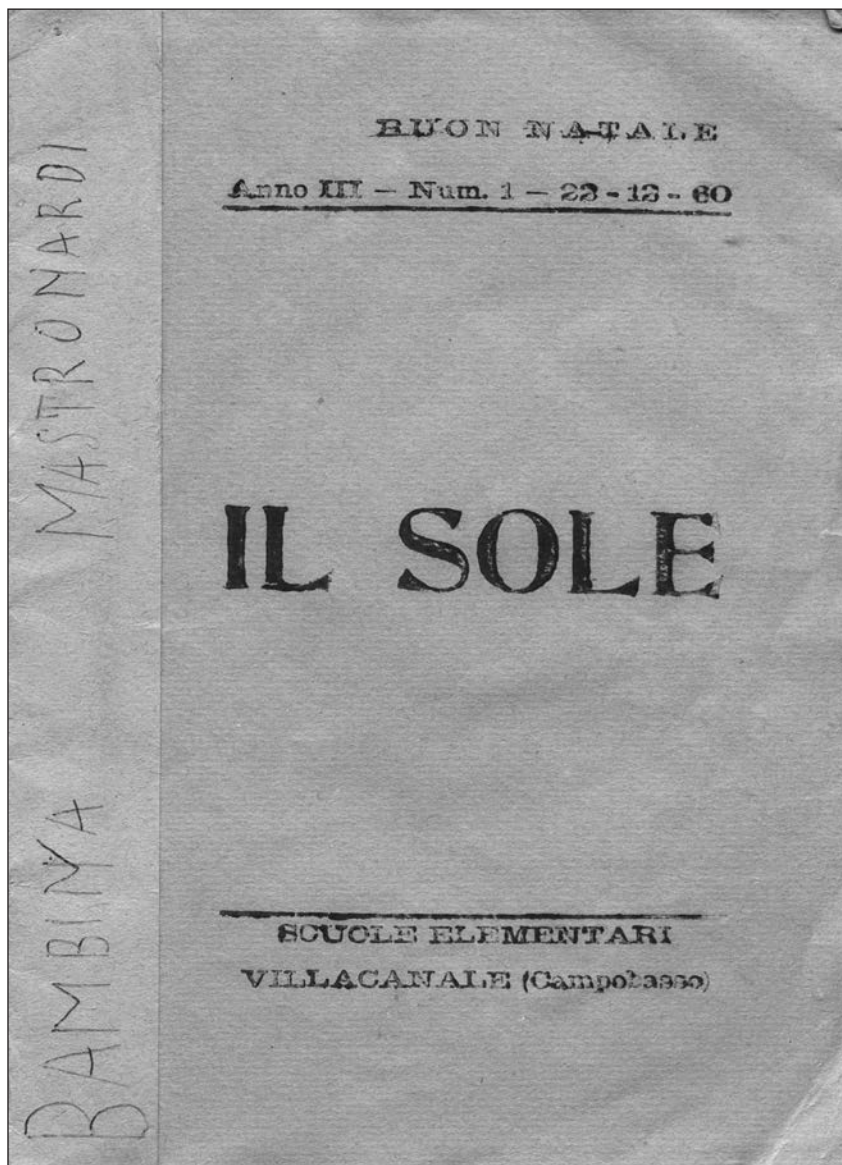 BUON NATALE
Anno III – Num. 1 – 23 - 12 - 60
IL SOLE
SCUOLE ELEMENTARI
VILLACANALE (Campobasso)
BAMBINA MASTRONARDI